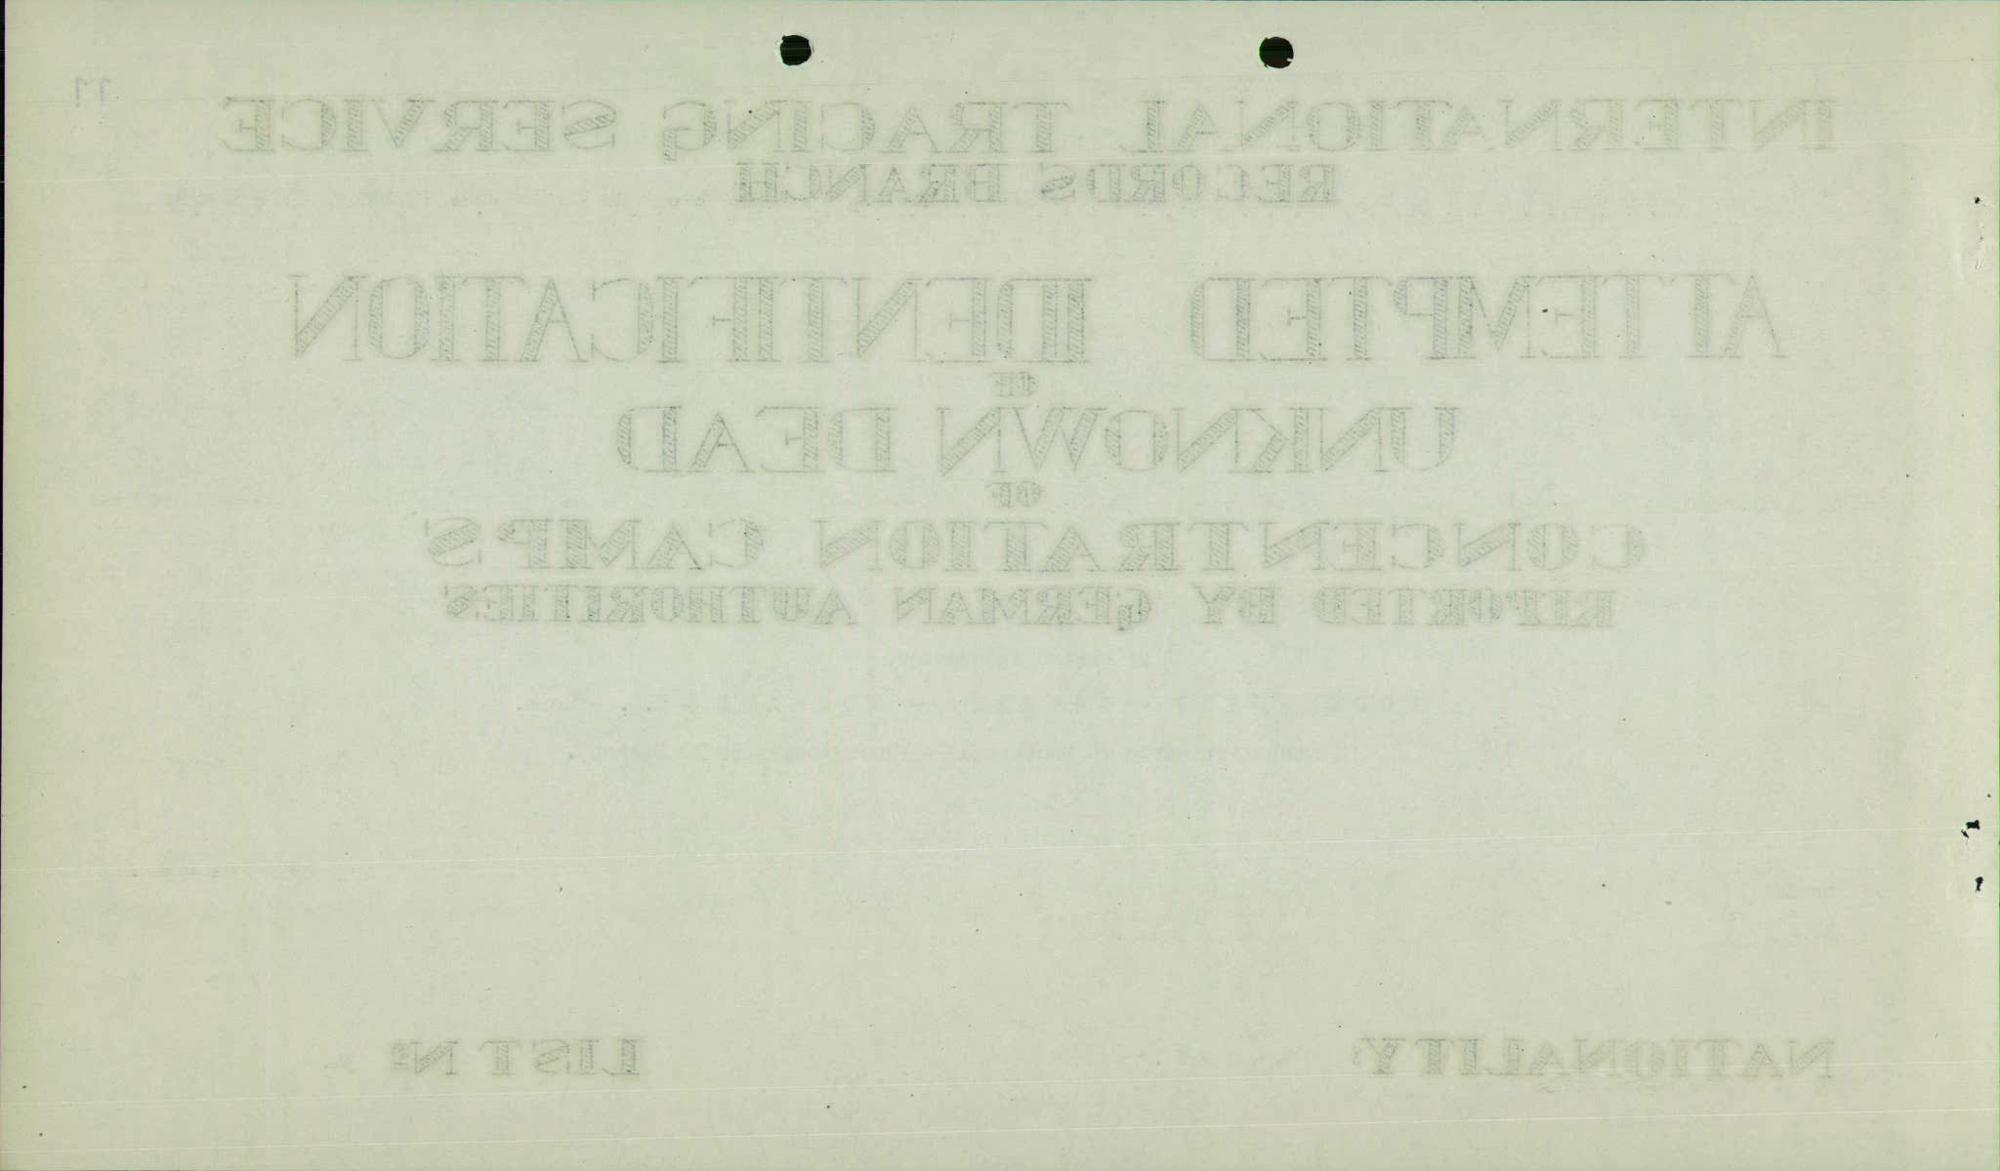 11
INTERNATIONAL TRACING SERVICE
RECORDS BRANCH
ATTEMPTED IDENTIFICATION
OF
UNKNOWN DEAD
OF
CONCENTRATION CAMPS
REPORTED BY GERMAN AUTHORITIES
NATIONALITY: LIST Nº